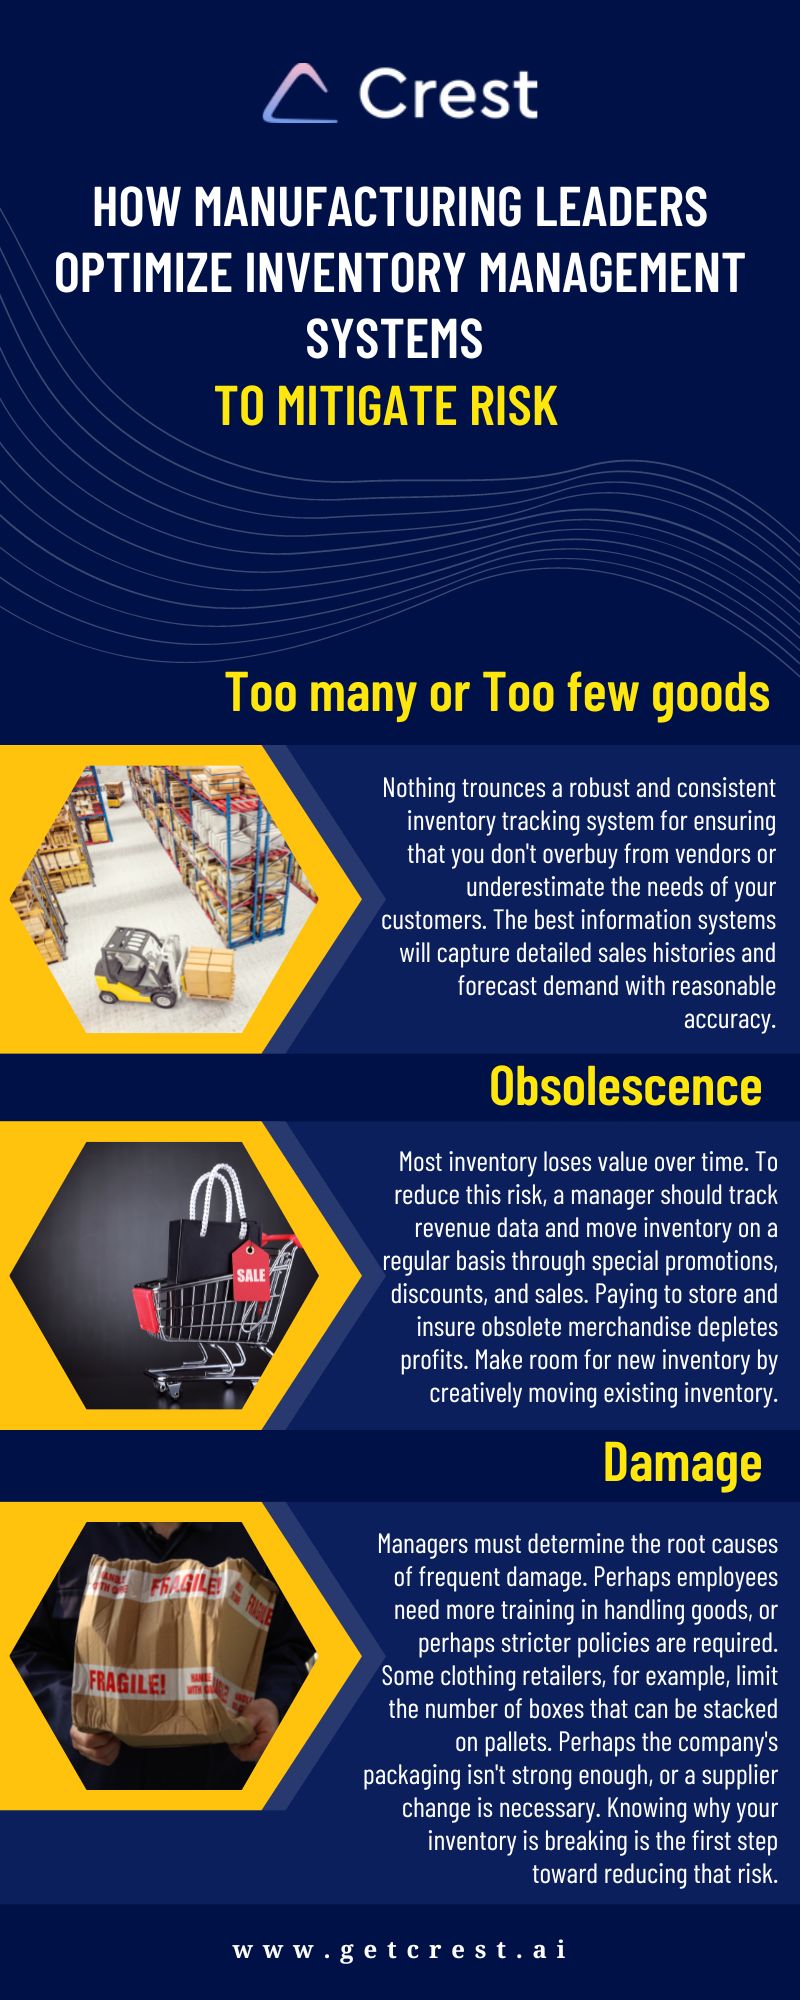 Crest
HOW MANUFACTURING LEADERS
OPTIMIZE INVENTORY MANAGEMENT
SYSTEMS
TO MITIGATE RISK
Too many or Too few goods
Nothing trounces a robust and consistent
inventory tracking system for ensuring
that you don't overbuy from vendors or
underestimate the needs of your
customers. The best information systems
will capture detailed sales histories and
forecast demand with reasonable
accuracy.
Obsolescence
SALE
Most inventory loses value over time. To
reduce this risk, a manager should track
revenue data and move inventory on a
regular basis through special promotions,
discounts, and sales. Paying to store and
insure obsolete merchandise depletes
profits. Make room for new inventory by
creatively moving existing inventory.
Damage
HANDLE
WITH CARE
FRAGILE!
FRAGILE
FRAGILE!
HANDLE
WITH
Managers must determine the root causes
of frequent damage. Perhaps employees
need more training in handling goods, or
perhaps stricter policies are required.
Some clothing retailers, for example, limit
the number of boxes that can be stacked
on pallets. Perhaps the company's
packaging isn't strong enough, or a supplier
change is necessary. Knowing why your
inventory is breaking is the first step
toward reducing that risk.
www.getcrest.ai